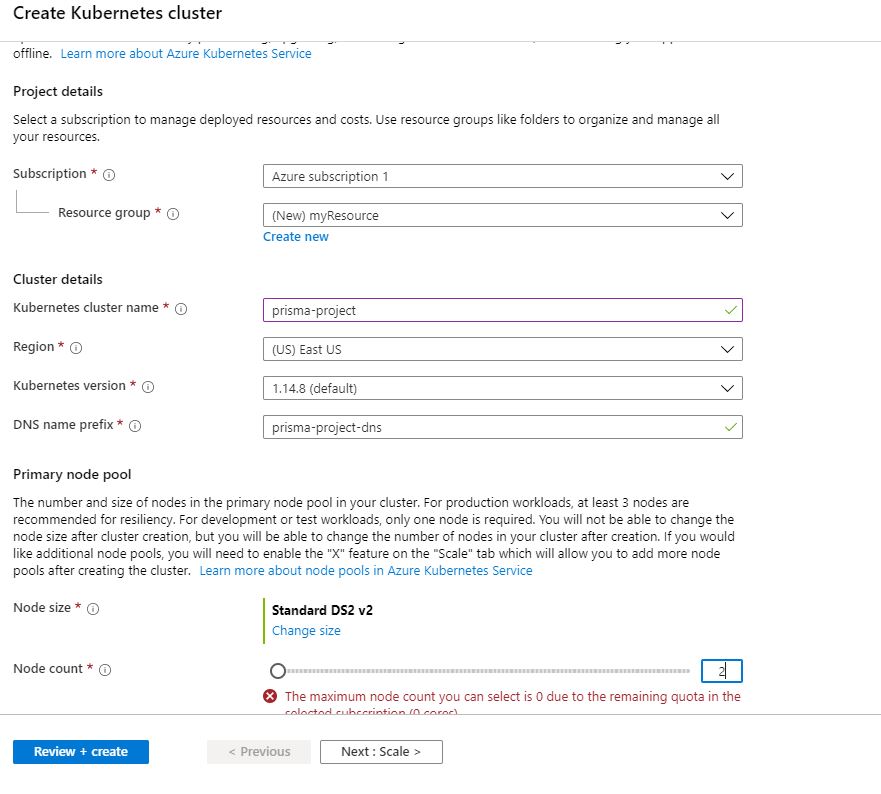 Create Kubernetes cluster
offline. Learn more about Azure Kubernetes Service
Project details
Select a subscription to manage deployed resources and costs. Use resource groups like folders to organize and manage all
your resources.
Subscription *
Azure subscription 1
Resource group *
(New) myResource
Create new
Cluster details
Kubernetes cluster name *
prisma-project
Region *
(US) East US
Kubernetes version *
1.14.8 (default)
DNS name prefix *
prisma-project-dns
Primary node pool
The number and size of nodes in the primary node pool in your cluster. For production workloads, at least 3 nodes are
recommended for resiliency. For development or test workloads, only one node is required. You will not be able to change the
node size after cluster creation, but you will be able to change the number of nodes in your cluster after creation. If you would
like additional node pools, you will need to enable the "X" feature on the "Scale" tab which will allow you to add more node
pools after creating the cluster. Learn more about node pools in Azure Kubernetes Service
Node size *
Standard DS2 v2
Change size
Node count *
2
The maximum node count you can select is 0 due to the remaining quota in the
selected subscription (0 cores)
Review + create
< Previous
Next : Scale >